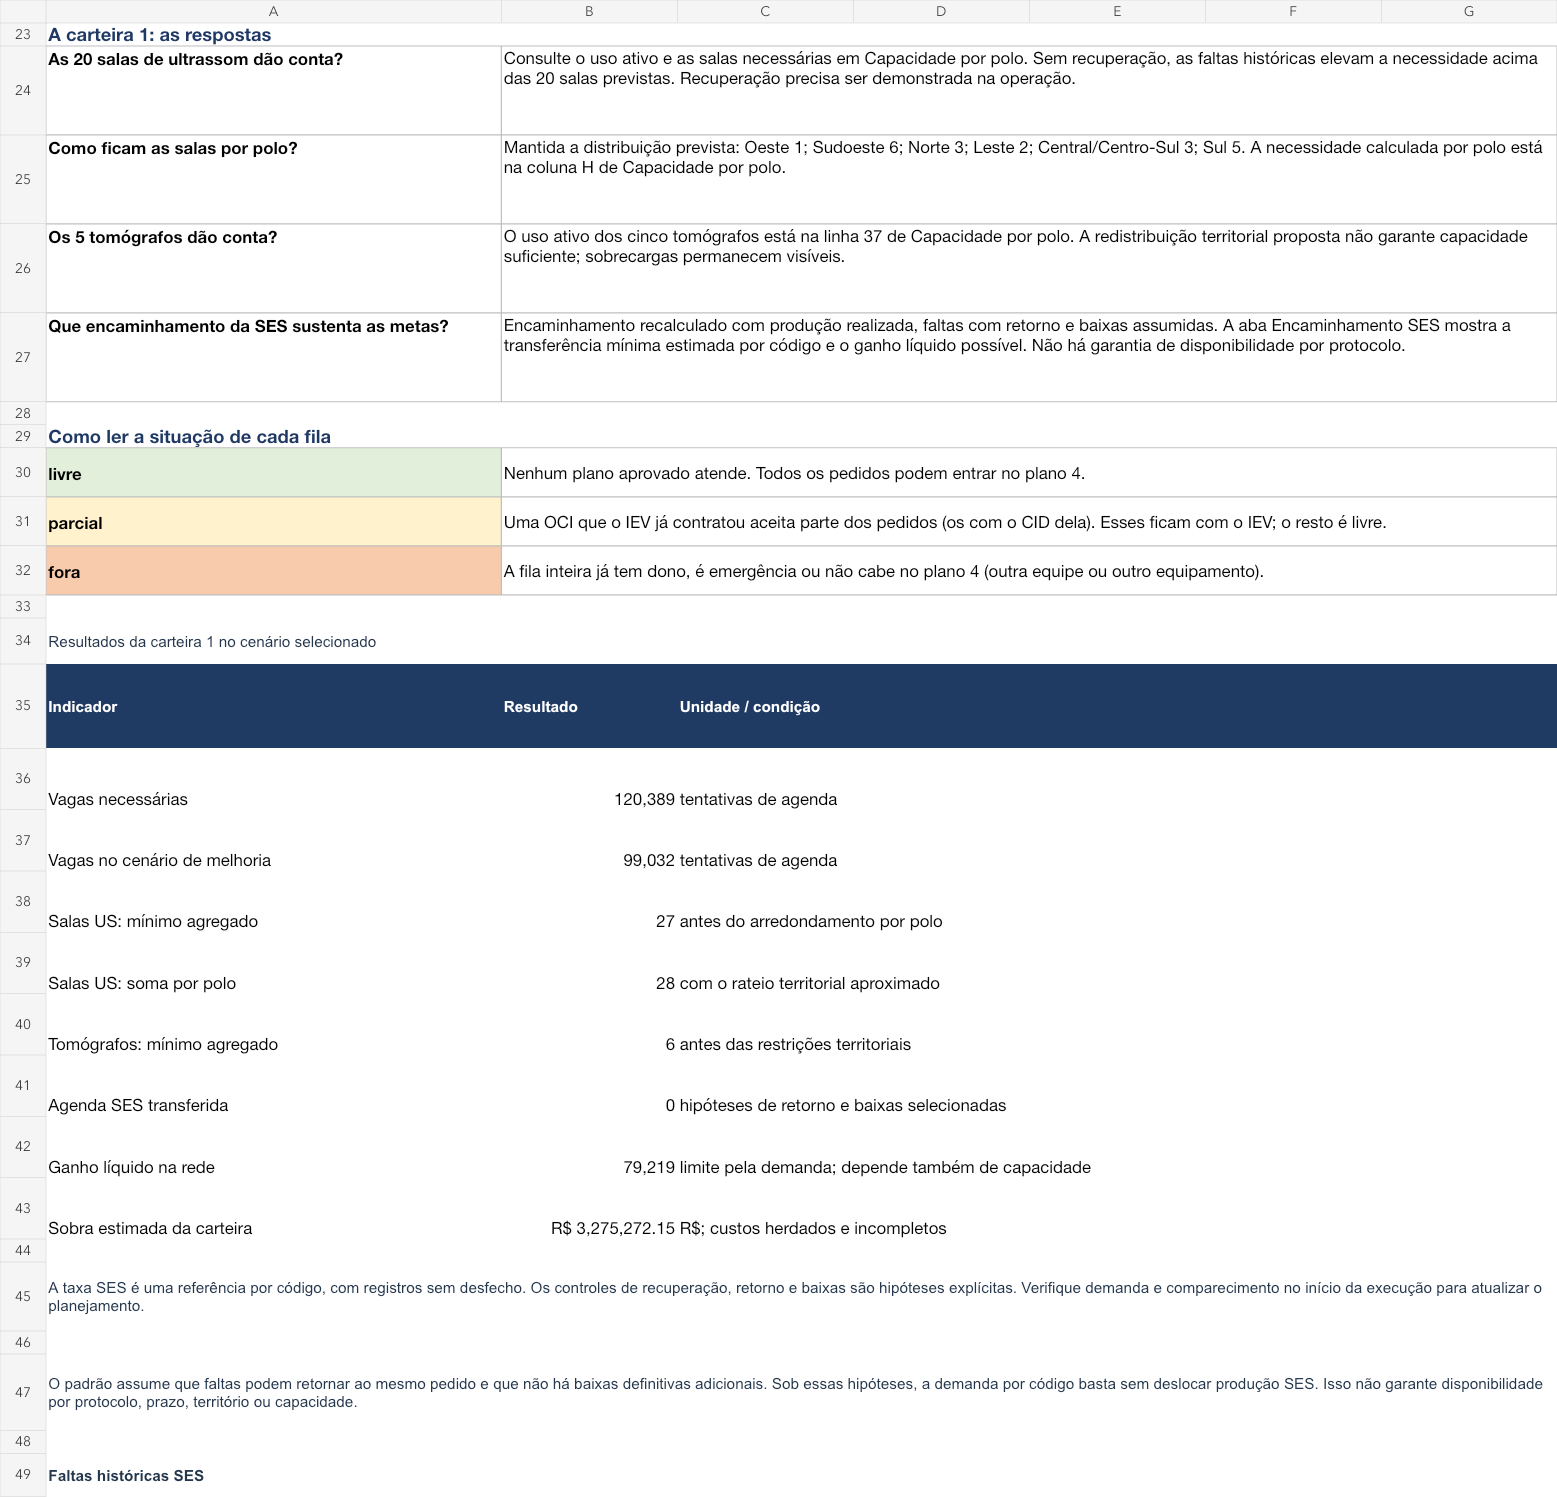 A B C D E F G
23 A carteira 1: as respostas
24 As 20 salas de ultrassom dão conta? Consulte o uso ativo e as salas necessárias em Capacidade por polo. Sem recuperação, as faltas históricas elevam a necessidade acima
das 20 salas previstas. Recuperação precisa ser demonstrada na operação.
25 Como ficam as salas por polo? Mantida a distribuição prevista: Oeste 1; Sudoeste 6; Norte 3; Leste 2; Central/Centro-Sul 3; Sul 5. A necessidade calculada por polo está
na coluna H de Capacidade por polo.
26 Os 5 tomógrafos dão conta? O uso ativo dos cinco tomógrafos está na linha 37 de Capacidade por polo. A redistribuição territorial proposta não garante capacidade
suficiente; sobrecargas permanecem visíveis.
27 Que encaminhamento da SES sustenta as metas? Encaminhamento recalculado com produção realizada, faltas com retorno e baixas assumidas. A aba Encaminhamento SES mostra a
transferência mínima estimada por código e o ganho líquido possível. Não há garantia de disponibilidade por protocolo.
28
29 Como ler a situação de cada fila
30 livre Nenhum plano aprovado atende. Todos os pedidos podem entrar no plano 4.
31 parcial Uma OCI que o IEV já contratou aceita parte dos pedidos (os com o CID dela). Esses ficam com o IEV; o resto é livre.
32 fora A fila inteira já tem dono, é emergência ou não cabe no plano 4 (outra equipe ou outro equipamento).
33
34 Resultados da carteira 1 no cenário selecionado
35 Indicador Resultado Unidade / condição
36 Vagas necessárias 120,389 tentativas de agenda
37 Vagas no cenário de melhoria 99,032 tentativas de agenda
38 Salas US: mínimo agregado 27 antes do arredondamento por polo
39 Salas US: soma por polo 28 com o rateio territorial aproximado
40 Tomógrafos: mínimo agregado 6 antes das restrições territoriais
41 Agenda SES transferida 0 hipóteses de retorno e baixas selecionadas
42 Ganho líquido na rede 79,219 limite pela demanda; depende também de capacidade
43 Sobra estimada da carteira R$ 3,275,272.15 R$; custos herdados e incompletos
44
45 A taxa SES é uma referência por código, com registros sem desfecho. Os controles de recuperação, retorno e baixas são hipóteses explícitas. Verifique demanda e comparecimento no início da execução para atualizar o
planejamento.
46
47 O padrão assume que faltas podem retornar ao mesmo pedido e que não há baixas definitivas adicionais. Sob essas hipóteses, a demanda por código basta sem deslocar produção SES. Isso não garante disponibilidade
por protocolo, prazo, território ou capacidade.
48
49 Faltas históricas SES